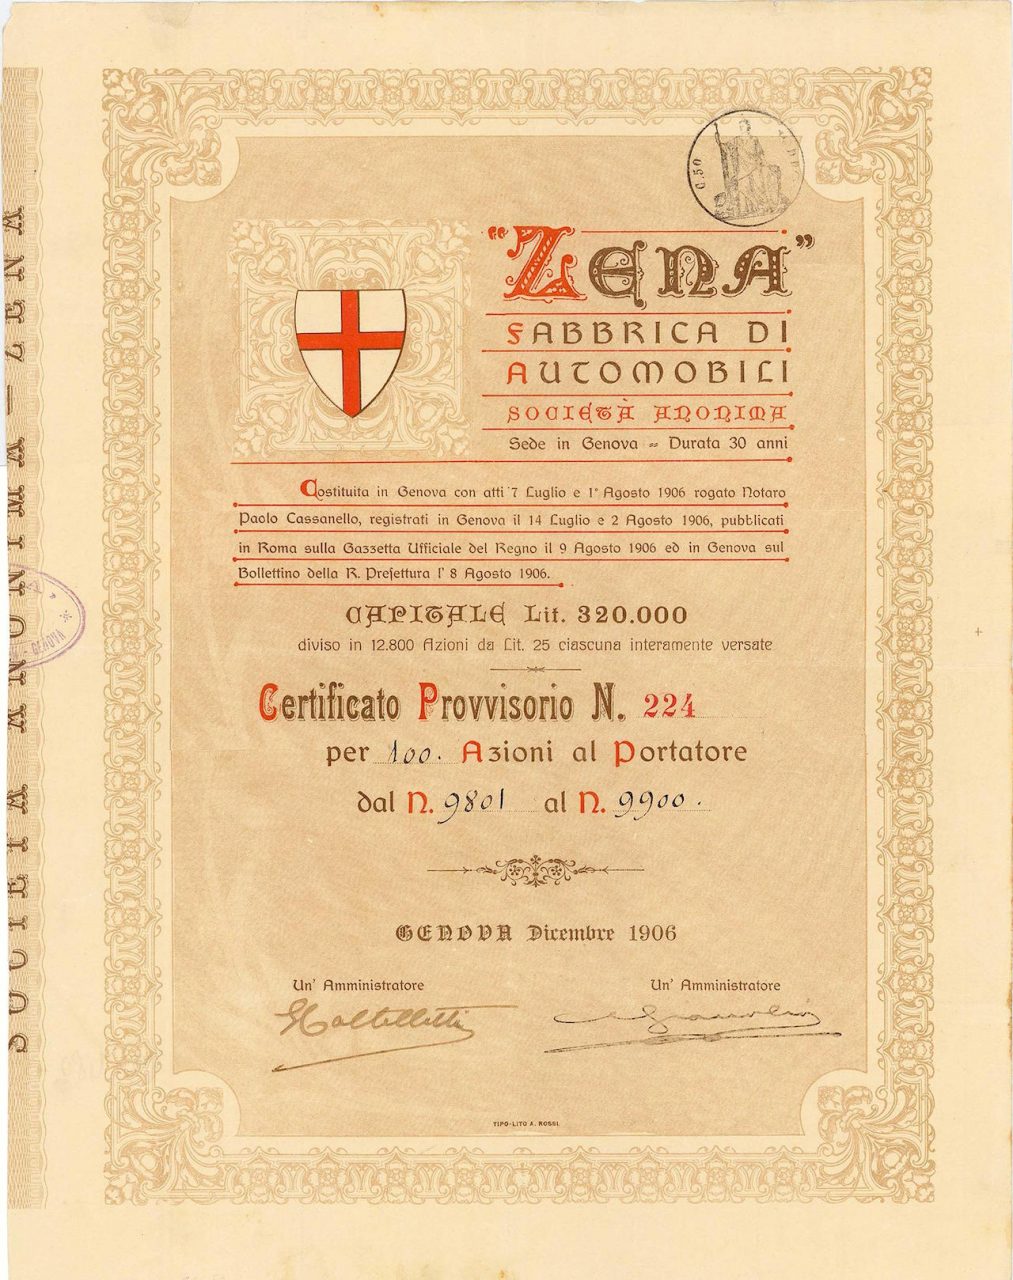 C.50
"ZENA"
FABBRICA DI
AUTOMOBILI
SOCIETÀ ANONIMA
Sede in Genova = Durata 30 anni
Costituita in Genova con atti 7 Luglio e 1° Agosto 1906 rogato Notaro
Paolo Cassanello, registrati in Genova il 14 Luglio e 2 Agosto 1906, pubblicati
in Roma sulla Gazzetta Ufficiale del Regno il 9 Agosto 1906 ed in Genova sul
Bollettino della R. Prefettura l' 8 Agosto 1906.
CAPITALE Lit. 320.000
diviso in 12.800 Azioni da Lit. 25 ciascuna interamente versate
Certificato Provvisorio N. 224
per 100. Azioni al Portatore
dal N. 9801 al N. 9900.
GENOVA Dicembre 1906
Un' Amministratore
Un' Amministratore
TIPO-LITO A. ROSSI
SOCIETÀ ANONIMA - ZENA
GENOVA